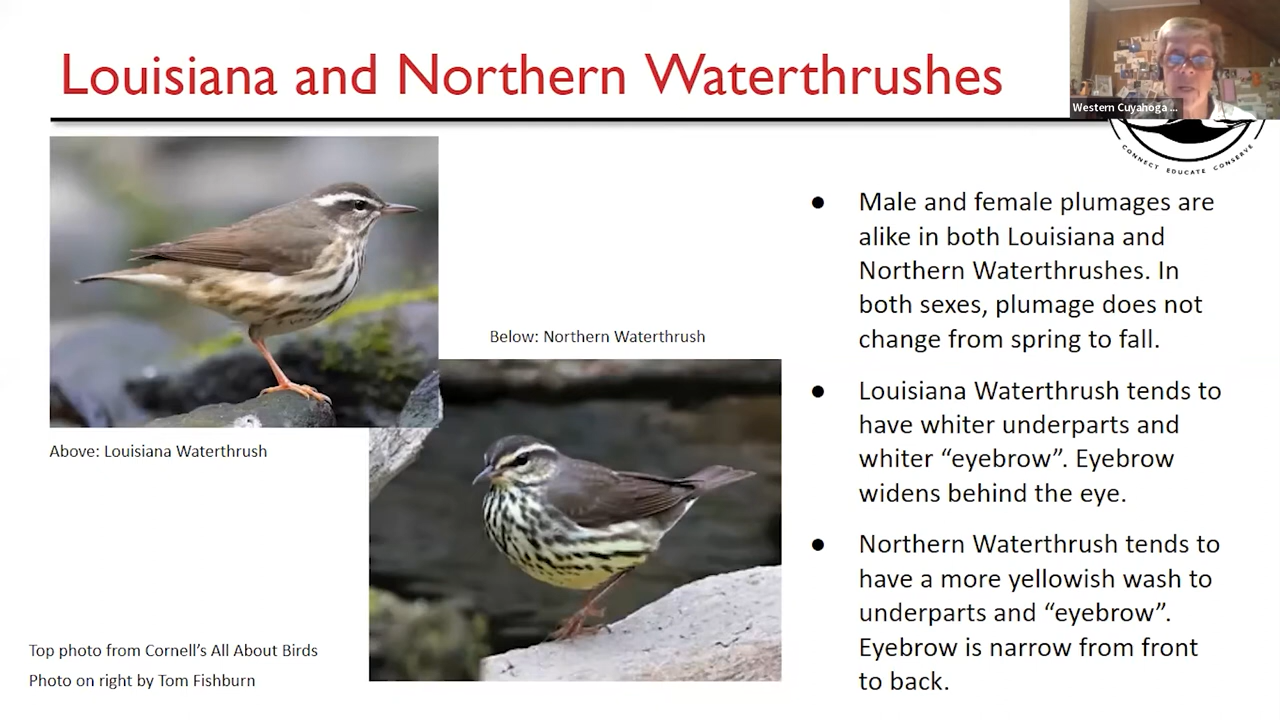 Louisiana and Northern Waterthrushes
Western Cuyahoga ...
CONNECT EDUCATE CONSERVE
● Male and female plumages are
alike in both Louisiana and
Northern Waterthrushes. In
both sexes, plumage does not
change from spring to fall.
Below: Northern Waterthrush
● Louisiana Waterthrush tends to
have whiter underparts and
whiter “eyebrow”. Eyebrow
widens behind the eye.
Above: Louisiana Waterthrush
● Northern Waterthrush tends to
have a more yellowish wash to
underparts and “eyebrow”.
Eyebrow is narrow from front
to back.
Top photo from Cornell’s All About Birds
Photo on right by Tom Fishburn